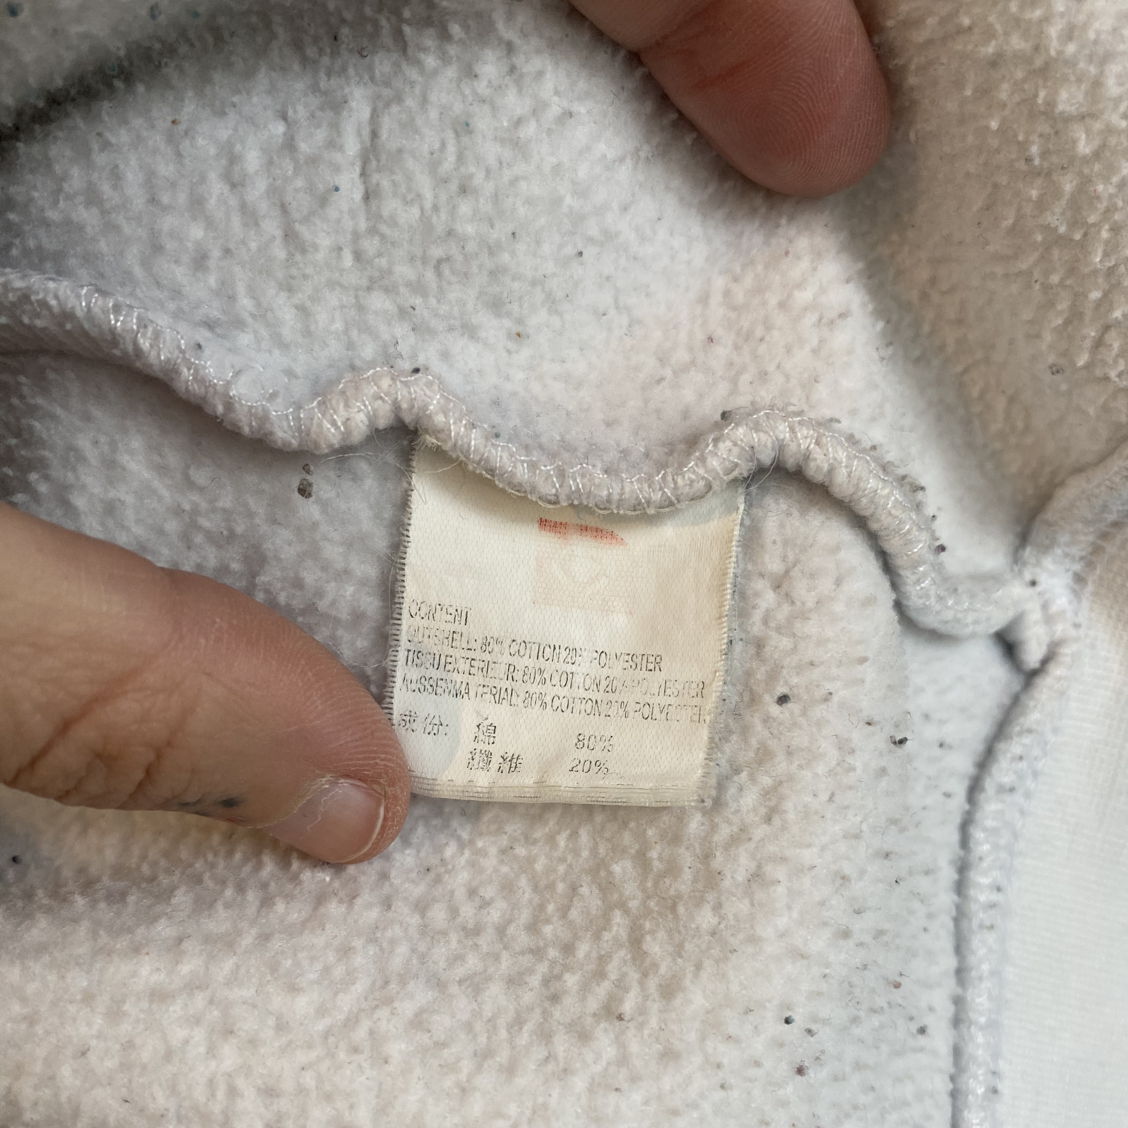 CONTENT
OUTSHELL: 80% COTTON 20% POLYESTER
TISSU EXTERIEUR: 80% COTTON 20% POLYESTER
AUSSENMATERIAL: 80% COTTON 20% POLYESTER
成份: 綿 80%
纖維 20%